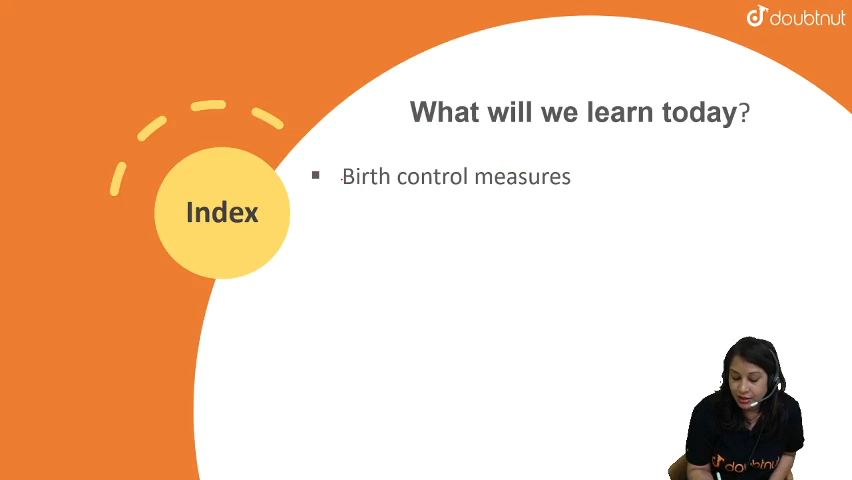 doubtnut
What will we learn today?
▪ Birth control measures
Index
doubtnut